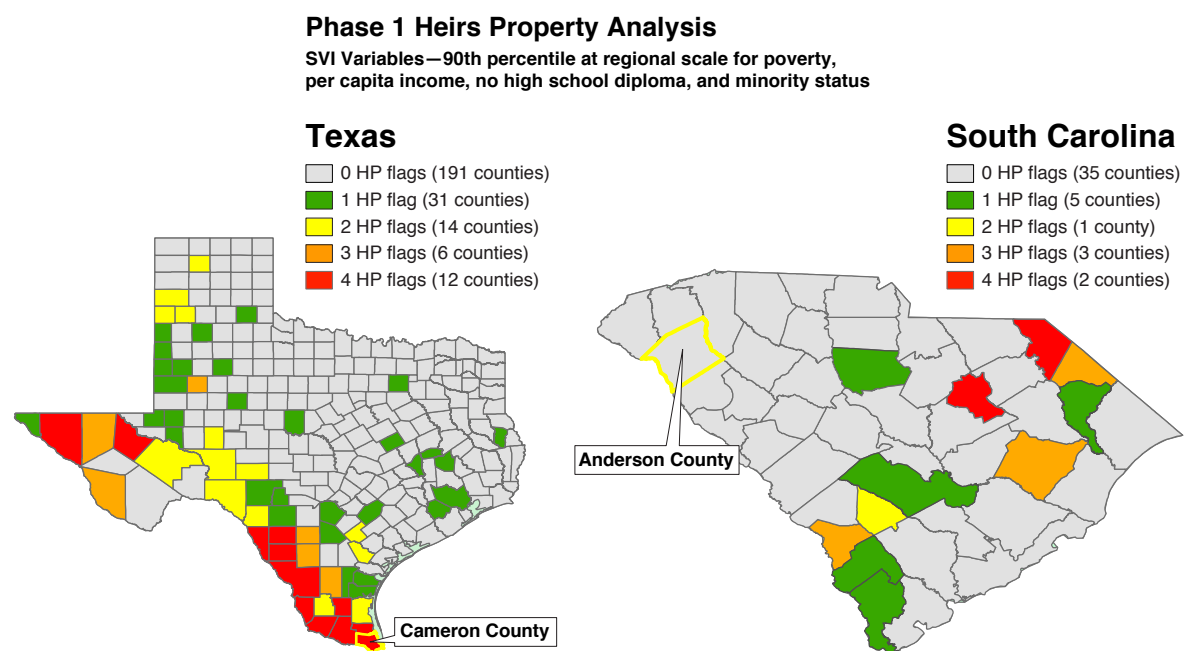 Phase 1 Heirs Property Analysis
SVI Variables—90th percentile at regional scale for poverty,
per capita income, no high school diploma, and minority status
Texas
0 HP flags (191 counties)
1 HP flag (31 counties)
2 HP flags (14 counties)
3 HP flags (6 counties)
4 HP flags (12 counties)
South Carolina
0 HP flags (35 counties)
1 HP flag (5 counties)
2 HP flags (1 county)
3 HP flags (3 counties)
4 HP flags (2 counties)
Anderson County
Cameron County